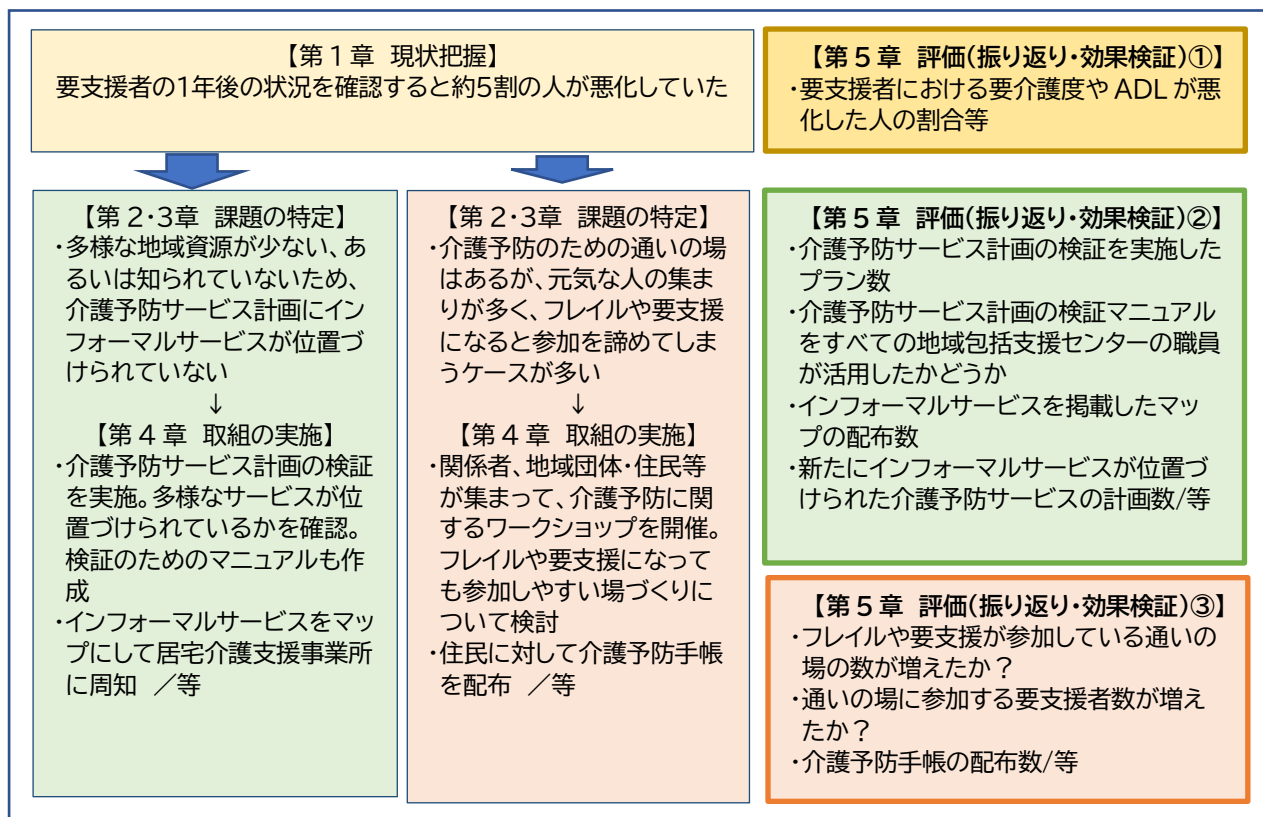 【第1章 現状把握】
要支援者の1年後の状況を確認すると約5割の人が悪化していた
【第5章 評価(振り返り・効果検証)①】
・要支援者における要介護度や ADL が悪
化した人の割合等
【第2・3章 課題の特定】
・多様な地域資源が少ない、あ
るいは知られていないため、
介護予防サービス計画にイン
フォーマルサービスが位置づ
けられていない
↓
【第4章 取組の実施】
・介護予防サービス計画の検証
を実施。多様なサービスが位
置づけられているかを確認。
検証のためのマニュアルも作
成
・インフォーマルサービスをマッ
プにして居宅介護支援事業所
に周知 /等
【第2・3章 課題の特定】
・介護予防のための通いの場
はあるが、元気な人の集ま
りが多く、フレイルや要支援
になると参加を諦めてしま
うケースが多い
↓
【第4章 取組の実施】
・関係者、地域団体・住民等
が集まって、介護予防に関
するワークショップを開催。
フレイルや要支援になって
も参加しやすい場づくりに
ついて検討
・住民に対して介護予防手帳
を配布 /等
【第5章 評価(振り返り・効果検証)②】
・介護予防サービス計画の検証を実施した
プラン数
・介護予防サービス計画の検証マニュアル
をすべての地域包括支援センターの職員
が活用したかどうか
・インフォーマルサービスを掲載したマッ
プの配布数
・新たにインフォーマルサービスが位置づ
けられた介護予防サービスの計画数/等
【第5章 評価(振り返り・効果検証)③】
・フレイルや要支援が参加している通いの
場の数が増えたか?
・通いの場に参加する要支援者数が増え
たか?
・介護予防手帳の配布数/等